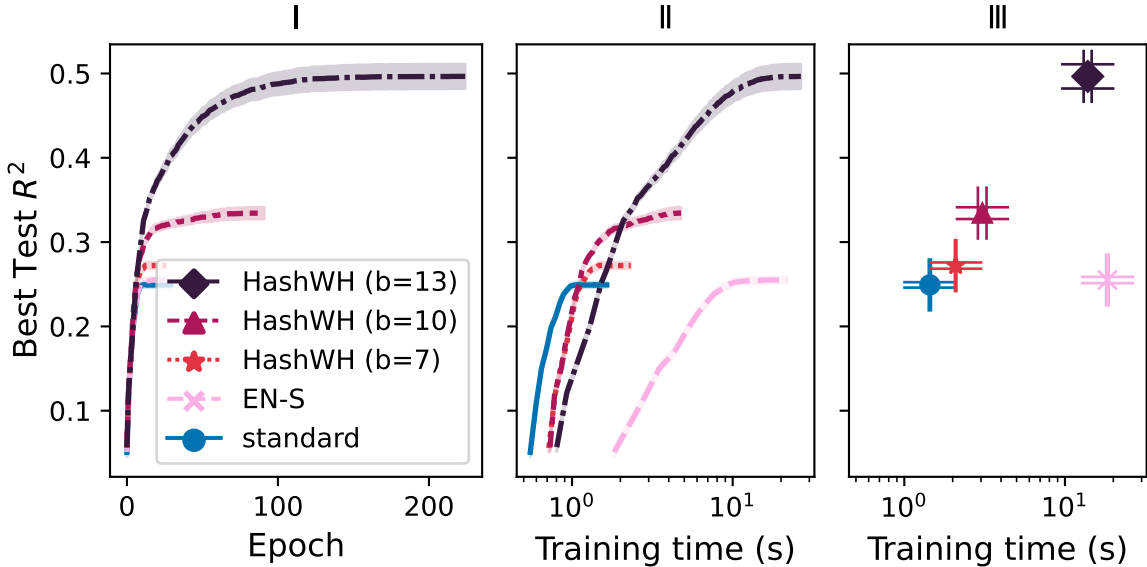 I
II
III
Best Test R²
0.5
0.4
0.3
0.2
0.1
HashWH (b=13)
HashWH (b=10)
HashWH (b=7)
EN-S
standard
0
100
200
10⁰
10¹
10⁰
10¹
Epoch
Training time (s)
Training time (s)